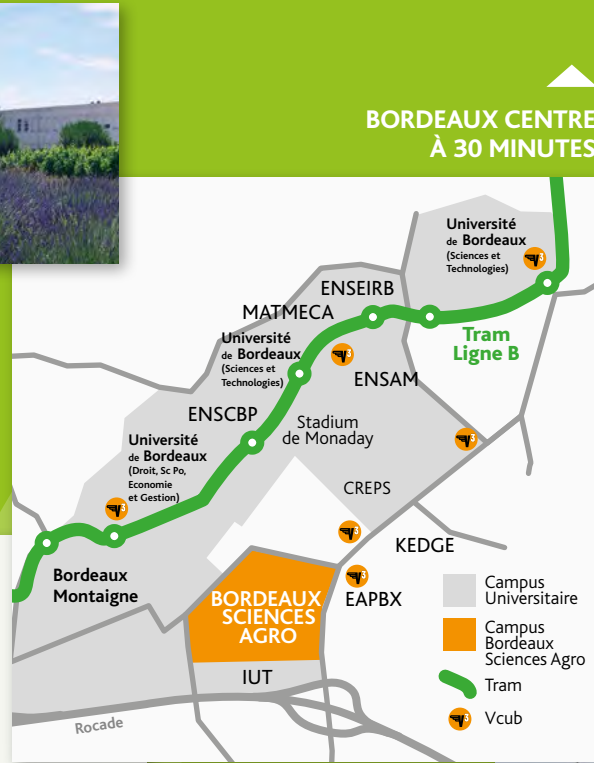 BORDEAUX CENTRE
À 30 MINUTES
Université
de Bordeaux
(Sciences et
Technologies)
ENSEIRB
MATMECA
Tram
Ligne B
Université
de Bordeaux
(Sciences et
Technologies)
ENSAM
ENSCBP
Stadium
de Monaday
Université
de Bordeaux
(Droit, Sc Po,
Economie
et Gestion)
CREPS
KEDGE
Bordeaux
Montaigne
BORDEAUX
SCIENCES
AGRO
EAPBX
IUT
Rocade
Campus
Universitaire
Campus
Bordeaux
Sciences Agro
Tram
Vcub